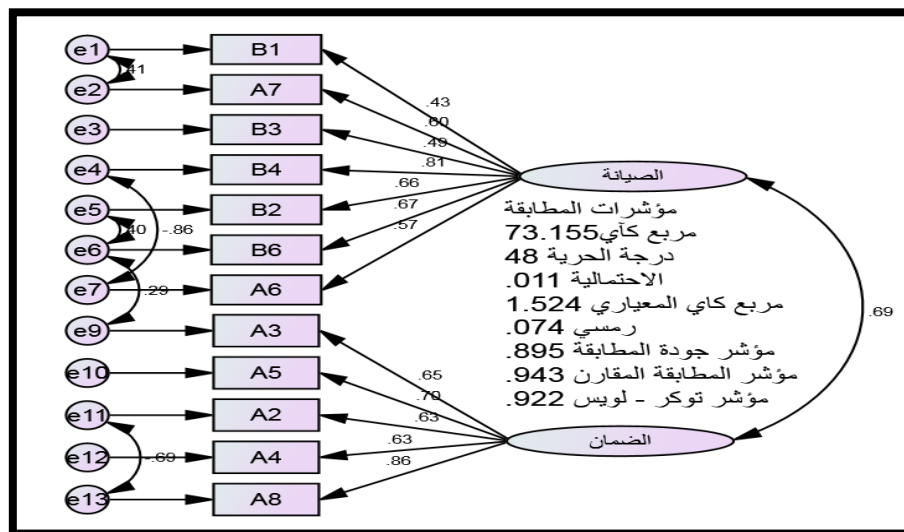 e1 B1
.41
e2 A7
e3 B3
e4 B4
e5 B2
.40
-.86
e6 B6
e7 A6
.29
e9 A3
e10 A5
e11 A2
e12 A4
-.69
e13 A8
.43
.60
.49
.81
.66
.67
.57
الصيانة
مؤشرات المطابقة
مربع كآي73.155
درجة الحرية 48
الاحتمالية .011
مربع كاي المعياري 1.524
رمسي .074
مؤشر جودة المطابقة .895
مؤشر المطابقة المقارن .943
مؤشر توكر - لويس .922
.69
.65
.70
.63
.63
.86
الضمان